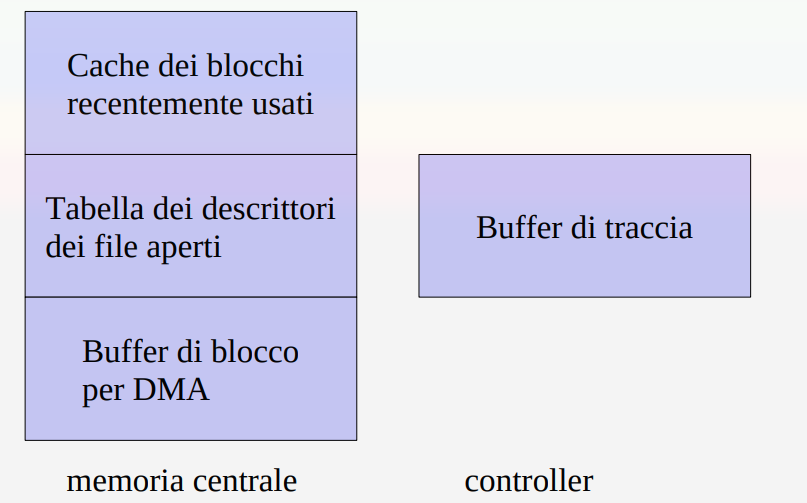 Cache dei blocchi
recentemente usati
Tabella dei descrittori
dei file aperti
Buffer di blocco
per DMA
memoria centrale
Buffer di traccia
controller